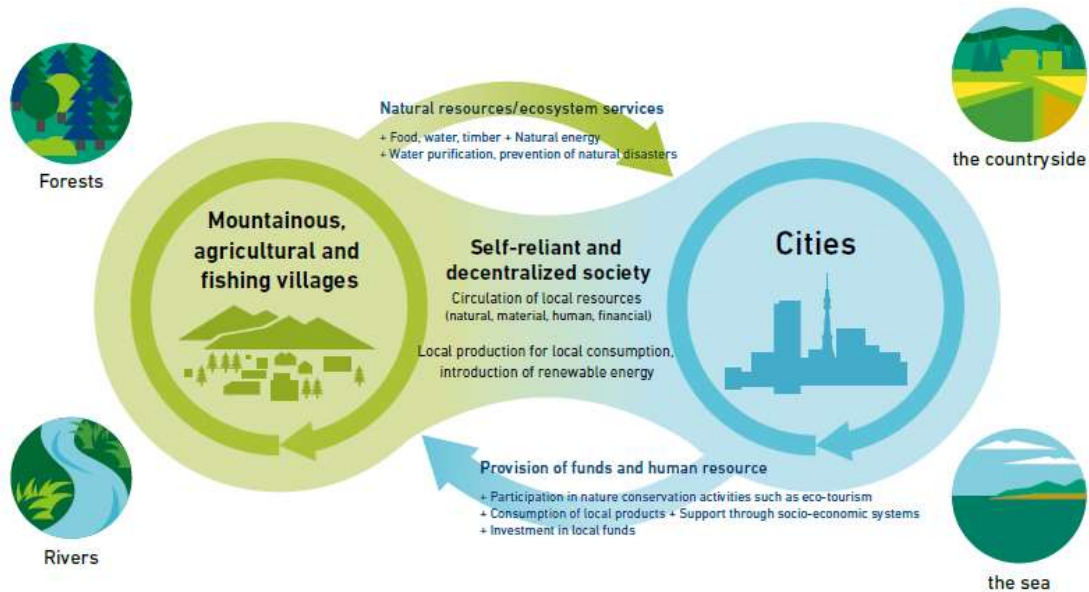 Forests
Natural resources/ecosystem services
+ Food, water, timber + Natural energy
+ Water purification, prevention of natural disasters
the countryside
Mountainous,
agricultural and
fishing villages
Self-reliant and
decentralized society
Circulation of local resources
(natural, material, human, financial)
Local production for local consumption,
introduction of renewable energy
Cities
Rivers
Provision of funds and human resource
+ Participation in nature conservation activities such as eco-tourism
+ Consumption of local products + Support through socio-economic systems
+ Investment in local funds
the sea